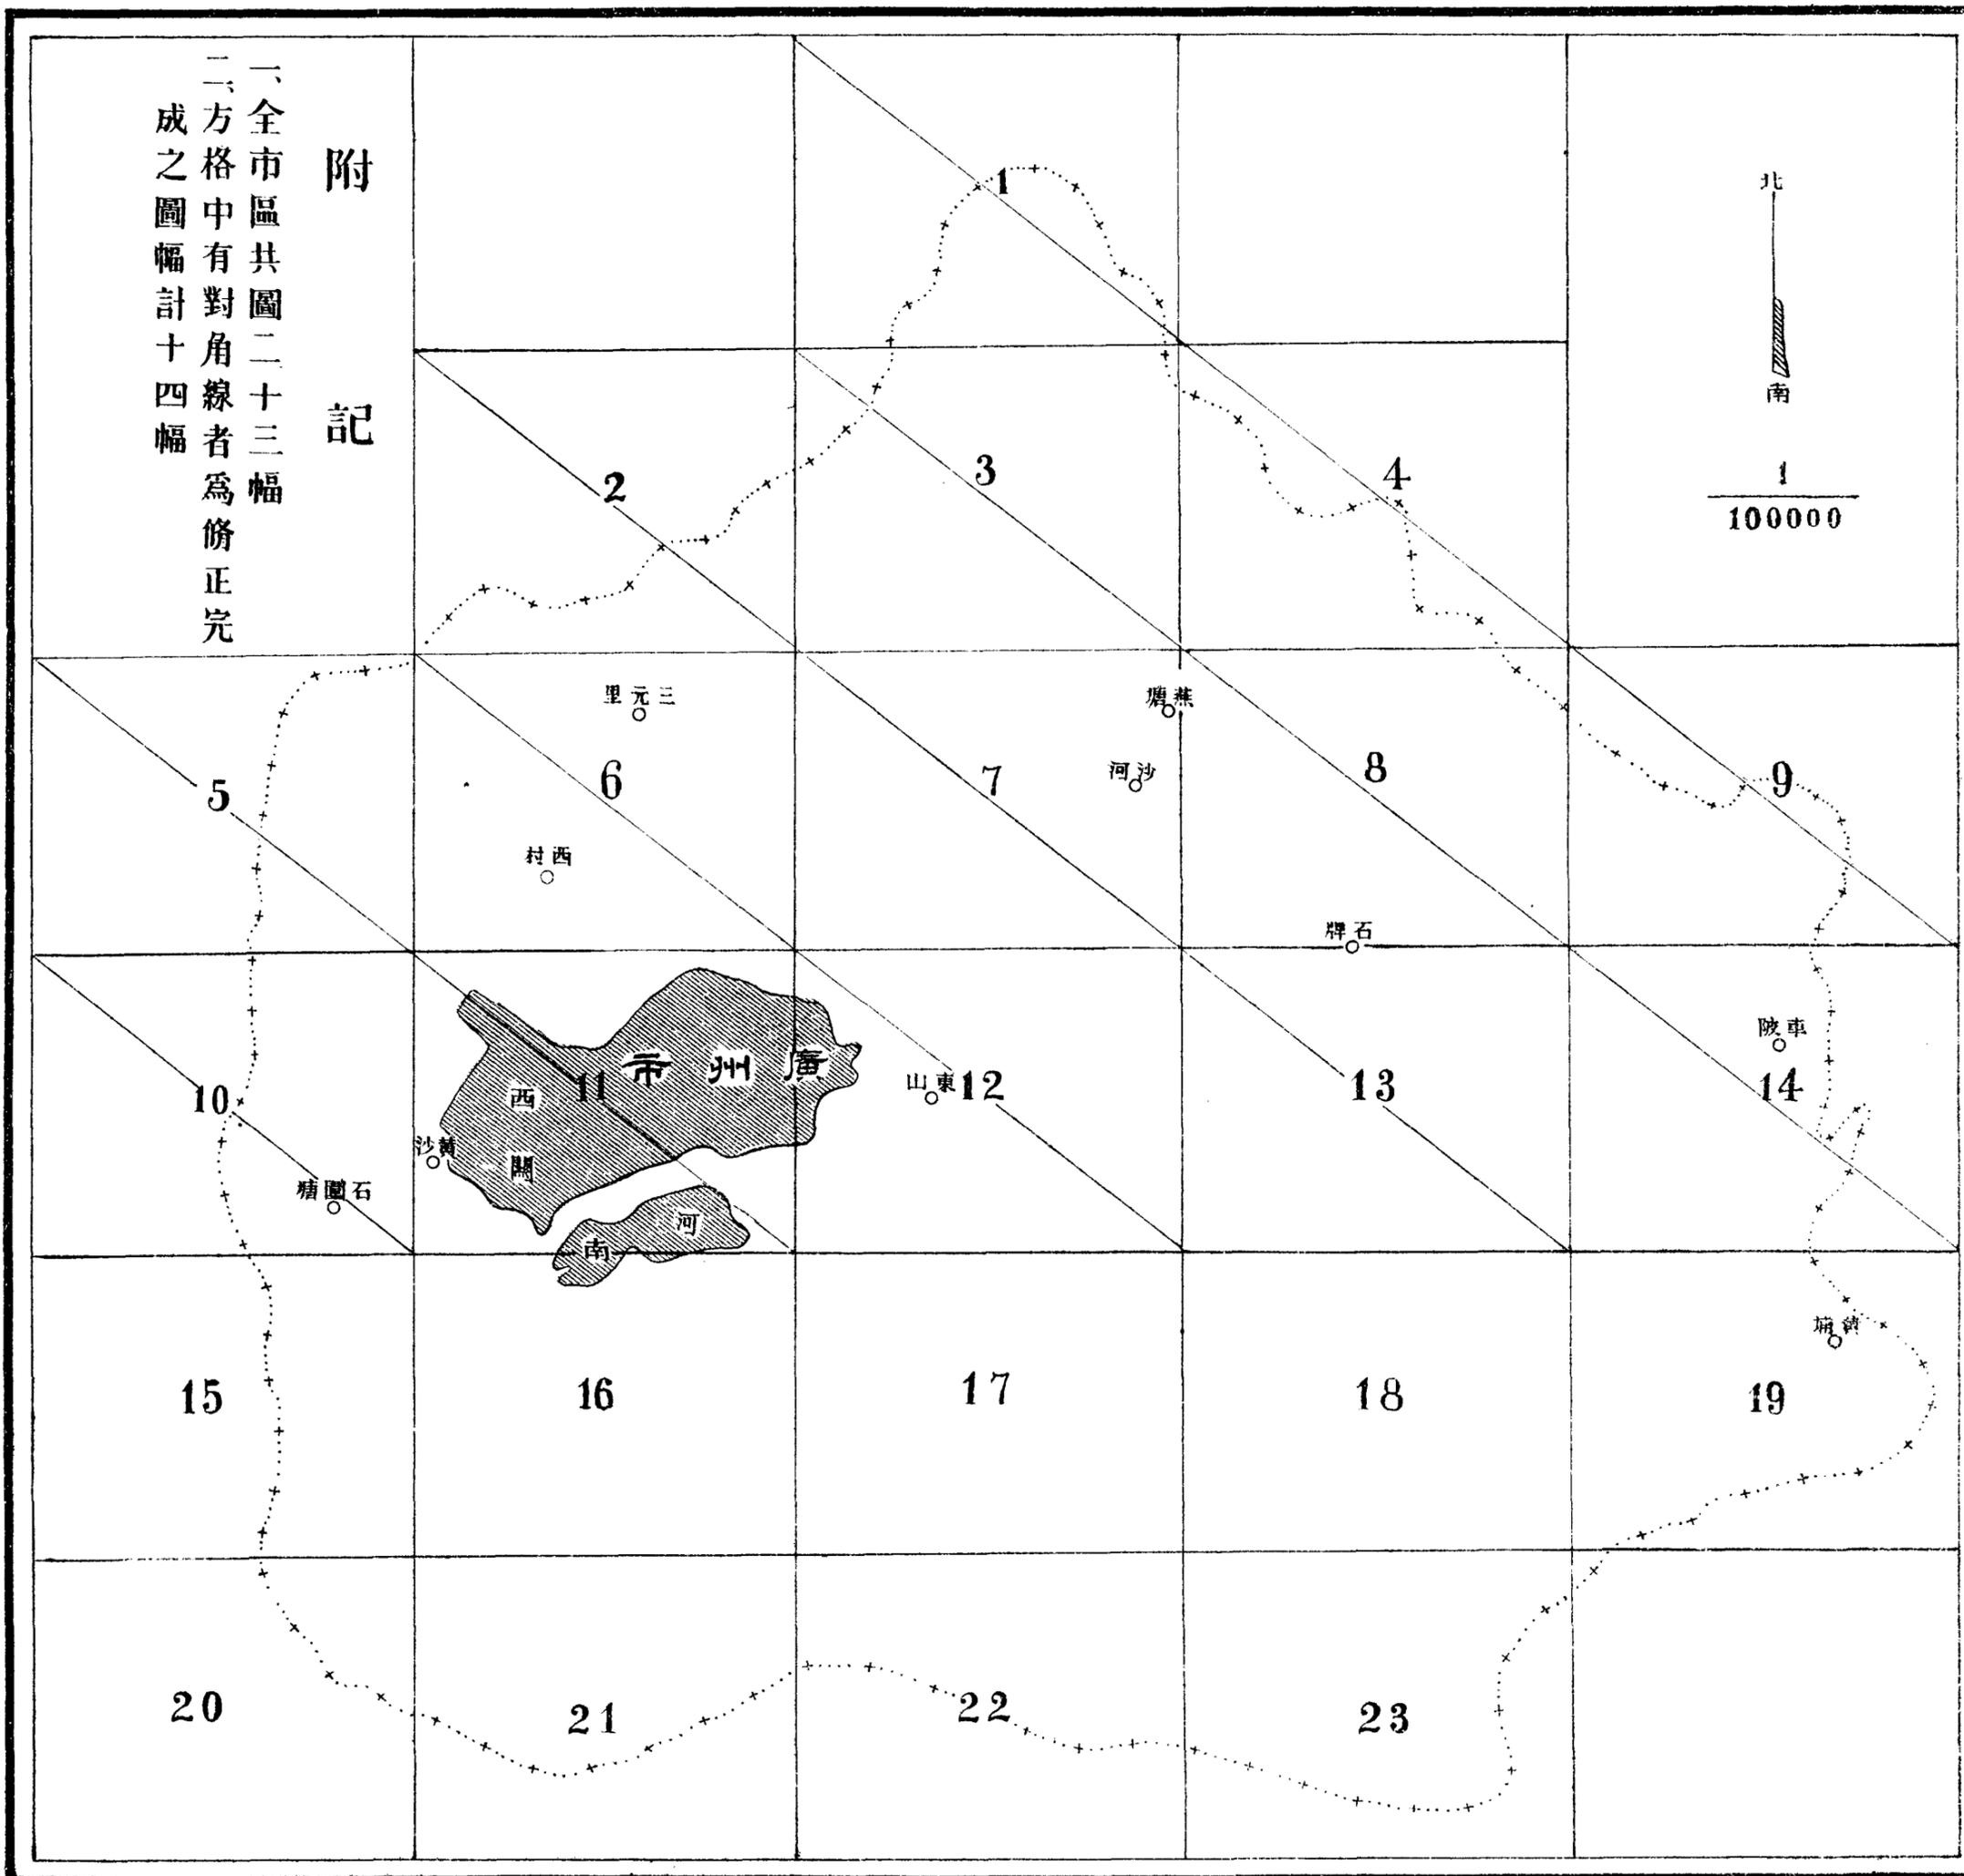 附記
一、全市區共圖二十三幅
二、方格中有對角線者爲脩正完
成之圖幅計十四幅
北
南
1
100000
1
2
3
4
三元里
燕塘
沙河
西村
5
6
7
8
9
石牌
廣州市
西關
河南
黃沙
石圍塘
東山
車陂
10
11
12
13
14
15
16
17
18
19
20
21
22
23